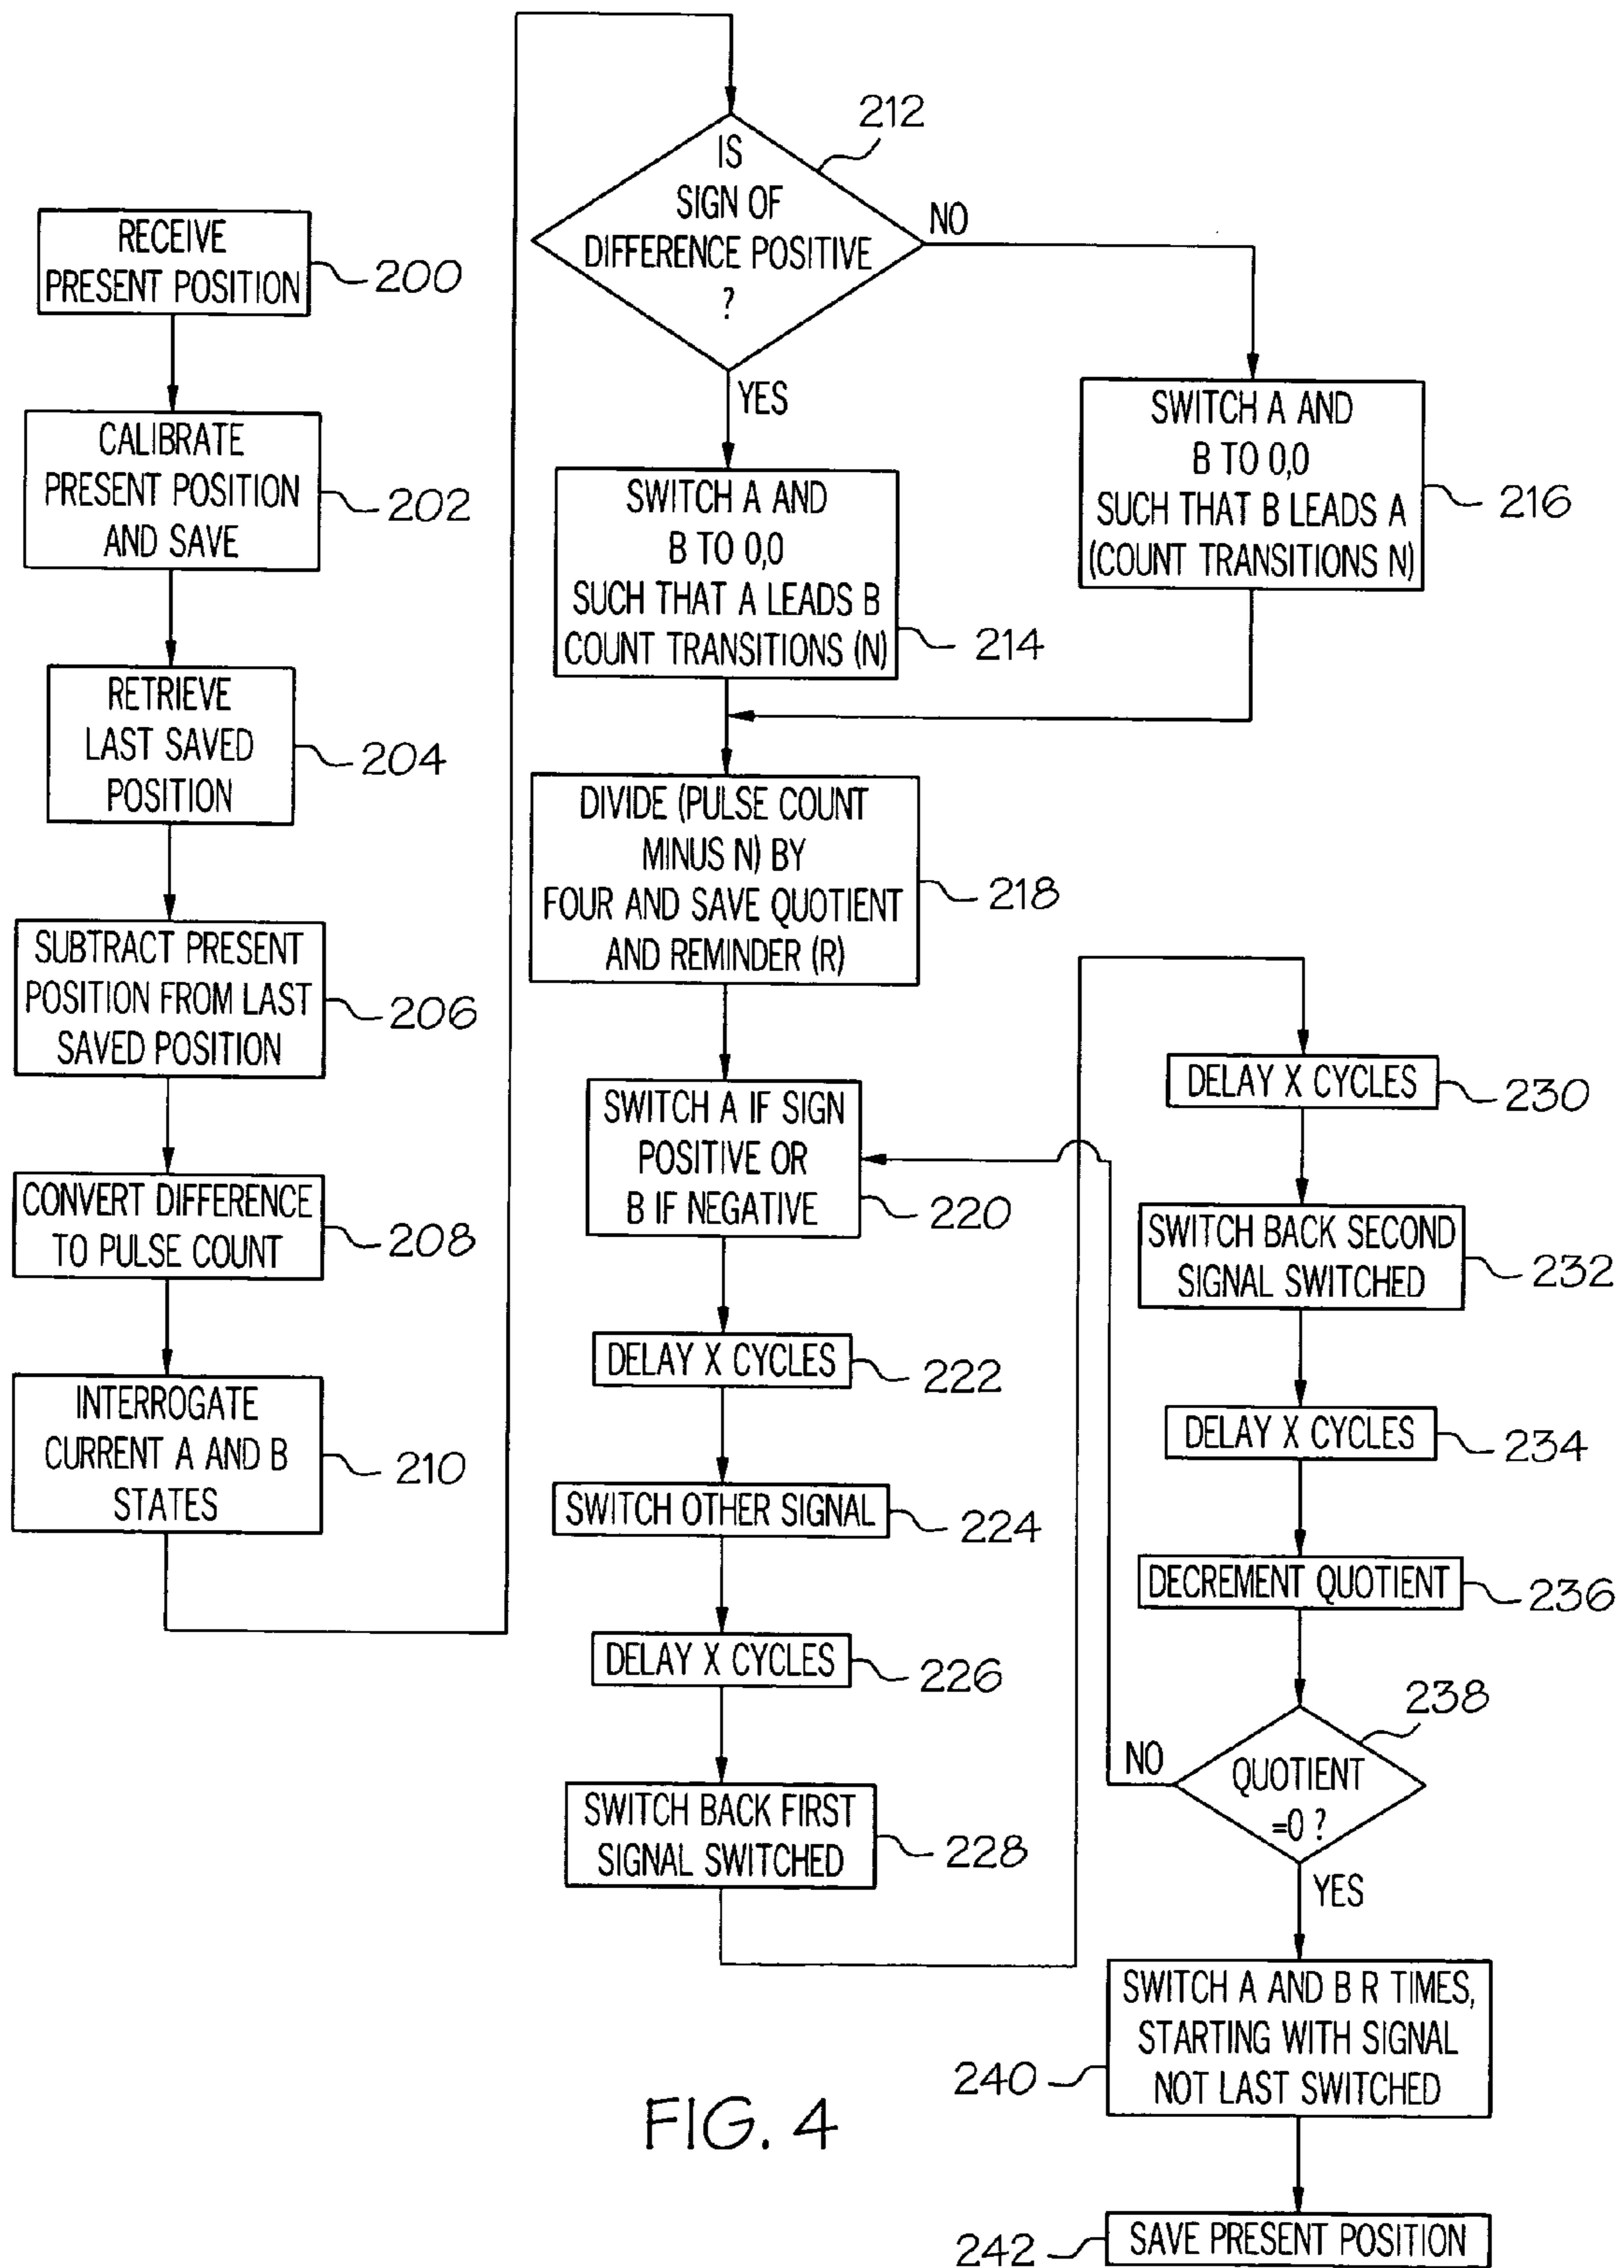 RECEIVE
PRESENT POSITION
200
CALIBRATE
PRESENT POSITION
AND SAVE
202
RETRIEVE
LAST SAVED
POSITION
204
SUBTRACT PRESENT
POSITION FROM LAST
SAVED POSITION
206
CONVERT DIFFERENCE
TO PULSE COUNT
208
INTERROGATE
CURRENT A AND B
STATES
210
IS
SIGN OF
DIFFERENCE POSITIVE
?
212
NO
YES
SWITCH A AND
B TO 0,0
SUCH THAT A LEADS B
COUNT TRANSITIONS (N)
214
SWITCH A AND
B TO 0,0
SUCH THAT B LEADS A
(COUNT TRANSITIONS N)
216
DIVIDE (PULSE COUNT
MINUS N) BY
FOUR AND SAVE QUOTIENT
AND REMINDER (R)
218
SWITCH A IF SIGN
POSITIVE OR
B IF NEGATIVE
220
DELAY X CYCLES
222
SWITCH OTHER SIGNAL
224
DELAY X CYCLES
226
SWITCH BACK FIRST
SIGNAL SWITCHED
228
DELAY X CYCLES
230
SWITCH BACK SECOND
SIGNAL SWITCHED
232
DELAY X CYCLES
234
DECREMENT QUOTIENT
236
QUOTIENT
=0 ?
238
NO
YES
SWITCH A AND B R TIMES,
STARTING WITH SIGNAL
NOT LAST SWITCHED
240
SAVE PRESENT POSITION
242
FIG. 4